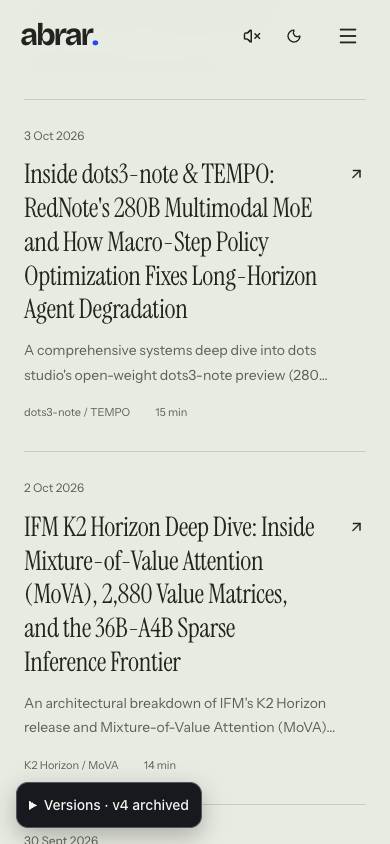 abrar.
3 Oct 2026
Inside dots3-note & TEMPO:
RedNote's 280B Multimodal MoE
and How Macro-Step Policy
Optimization Fixes Long-Horizon
Agent Degradation
A comprehensive systems deep dive into dots
studio's open-weight dots3-note preview (280...
dots3-note / TEMPO 15 min
2 Oct 2026
IFM K2 Horizon Deep Dive: Inside
Mixture-of-Value Attention
(MoVA), 2,880 Value Matrices,
and the 36B-A4B Sparse
Inference Frontier
An architectural breakdown of IFM's K2 Horizon
release and Mixture-of-Value Attention (MoVA)...
K2 Horizon / MoVA 14 min
Versions · v4 archived
30 Sept 2026